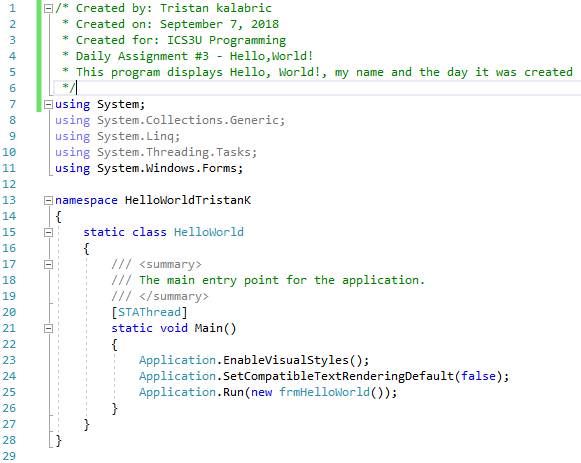 1 /* Created by: Tristan kalabric
2  * Created on: September 7, 2018
3  * Created for: ICS3U Programming
4  * Daily Assignment #3 - Hello,World!
5  * This program displays Hello, World!, my name and the day it was created
6  */
7 using System;
8 using System.Collections.Generic;
9 using System.Linq;
10 using System.Threading.Tasks;
11 using System.Windows.Forms;
12
13 namespace HelloWorldTristanK
14 {
15     static class HelloWorld
16     {
17         /// <summary>
18         /// The main entry point for the application.
19         /// </summary>
20         [STAThread]
21         static void Main()
22         {
23             Application.EnableVisualStyles();
24             Application.SetCompatibleTextRenderingDefault(false);
25             Application.Run(new frmHelloWorld());
26         }
27     }
28 }
29